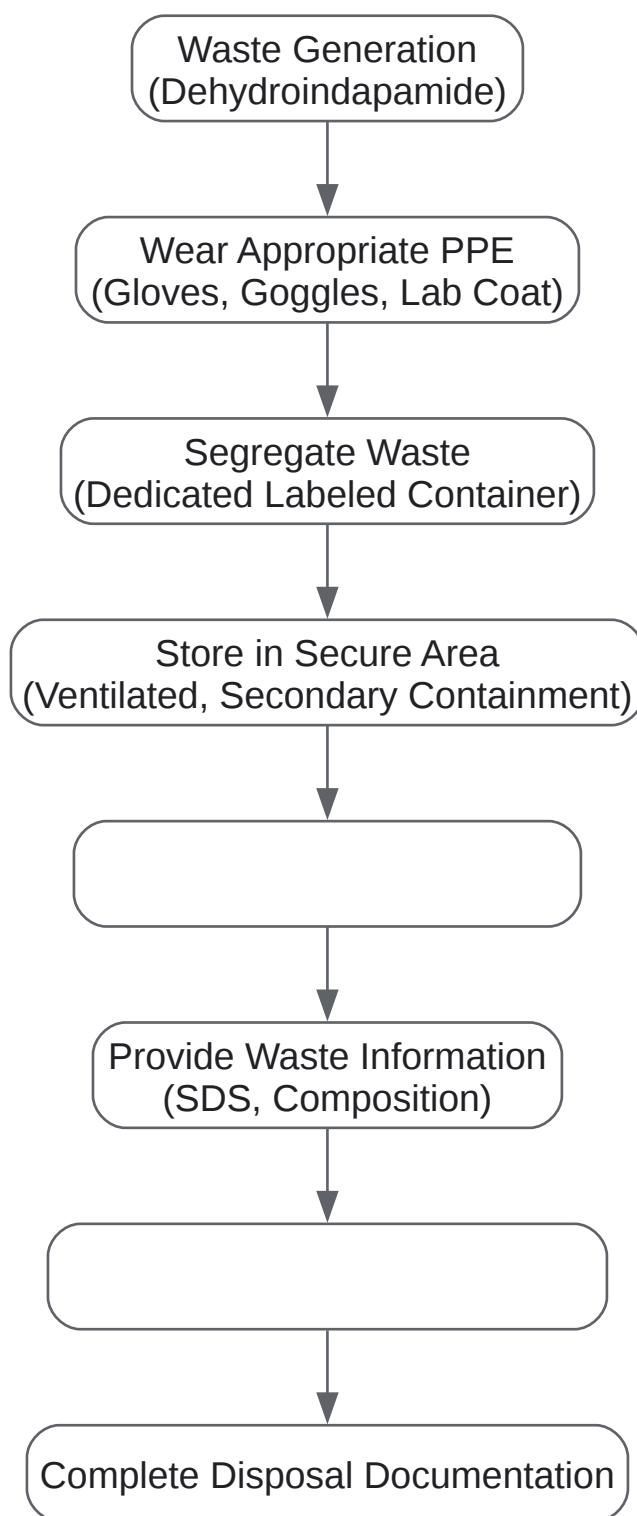 Waste Generation
(Dehydroindapamide)
Wear Appropriate PPE
(Gloves, Goggles, Lab Coat)
Segregate Waste
(Dedicated Labeled Container)
Store in Secure Area
(Ventilated, Secondary Containment)
Provide Waste Information
(SDS, Composition)
Complete Disposal Documentation